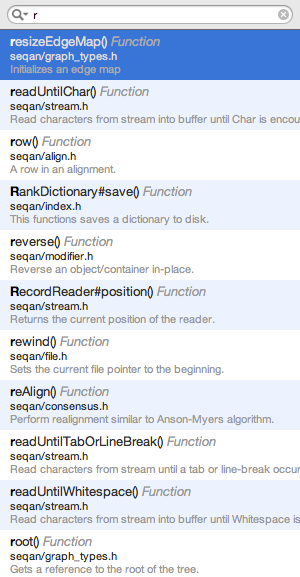 r
resizeEdgeMap() Function
seqan/graph_types.h
Initializes an edge map
readUntilChar() Function
seqan/stream.h
Read characters from stream into buffer until Char is encou
row() Function
seqan/align.h
A row in an alignment.
RankDictionary#save() Function
seqan/index.h
This functions saves a dictionary to disk.
reverse() Function
seqan/modifier.h
Reverse an object/container in-place.
RecordReader#position() Function
seqan/stream.h
Returns the current position of the reader.
rewind() Function
seqan/file.h
Sets the current file pointer to the beginning.
reAlign() Function
seqan/consensus.h
Perform realignment similar to Anson-Myers algorithm.
readUntilTabOrLineBreak() Function
seqan/stream.h
Read characters from stream until a tab or line-break occur
readUntilWhitespace() Function
seqan/stream.h
Read characters from stream into buffer until Whitespace is
root() Function
seqan/graph_types.h
Gets a reference to the root of the tree.